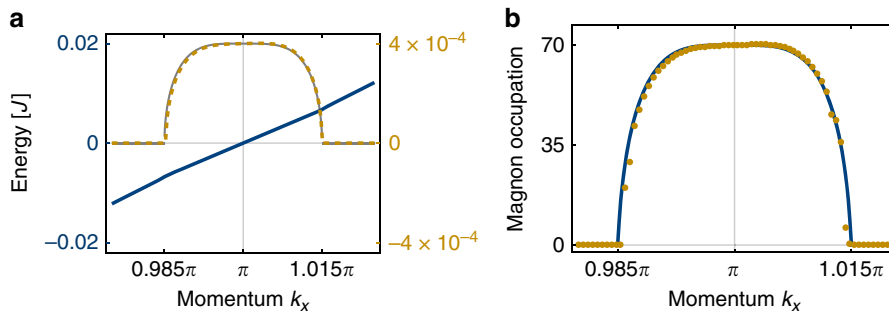 a
Energy [J]
0.02
0
−0.02
4 × 10⁻⁴
0
−4 × 10⁻⁴
0.985π
π
1.015π
Momentum kₓ
b
Magnon occupation
70
35
0
0.985π
π
1.015π
Momentum kₓ